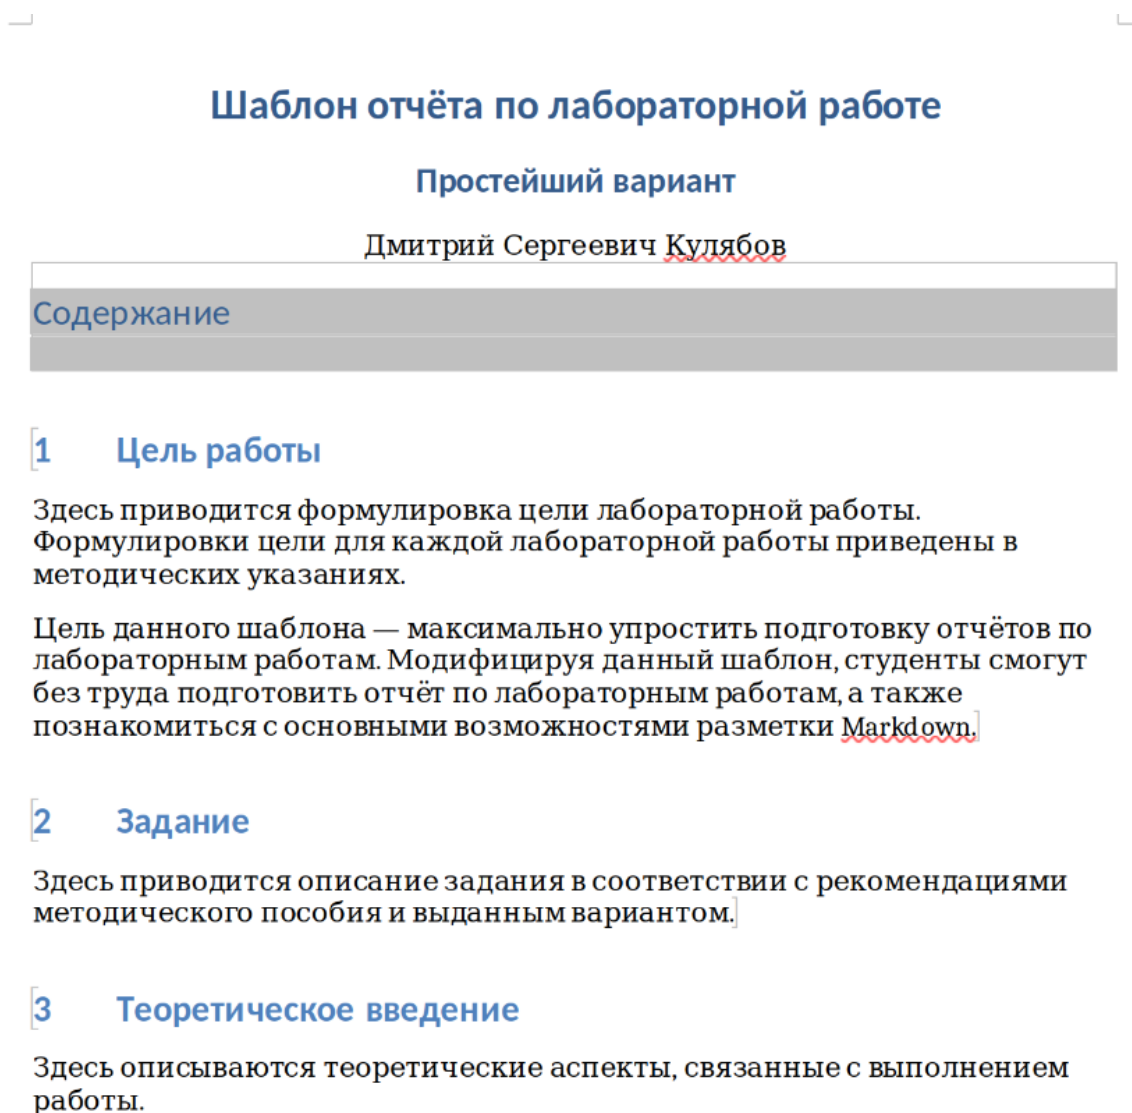 Шаблон отчёта по лабораторной работе
Простейший вариант
Дмитрий Сергеевич Кулябов
Содержание
1 Цель работы
Здесь приводится формулировка цели лабораторной работы.
Формулировки цели для каждой лабораторной работы приведены в
методических указаниях.
Цель данного шаблона — максимально упростить подготовку отчётов по
лабораторным работам. Модифицируя данный шаблон, студенты смогут
без труда подготовить отчёт по лабораторным работам, а также
познакомиться с основными возможностями разметки Markdown.
2 Задание
Здесь приводится описание задания в соответствии с рекомендациями
методического пособия и выданным вариантом.
3 Теоретическое введение
Здесь описываются теоретические аспекты, связанные с выполнением
работы.